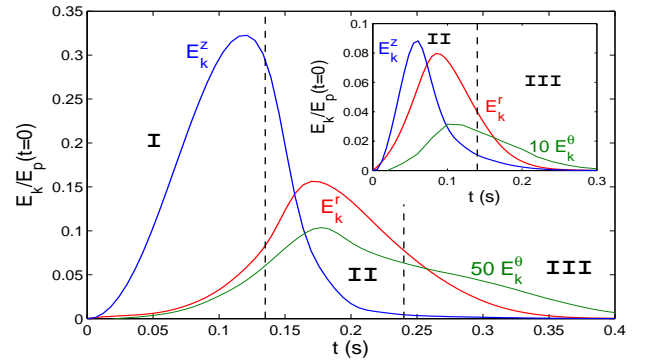 0.35
0.3
0.25
0.2
0.15
0.1
0.05
0
0 0.05 0.1 0.15 0.2 0.25 0.3 0.35 0.4
t (s)
E_k/E_p(t=0)
E_k^z
I
E_k^r
II
50 E_k^θ
III
0.1
0.08
0.06
0.04
0.02
0
0 0.1 0.2 0.3
t (s)
E_k/E_p(t=0)
E_k^z
II
III
E_k^r
10 E_k^θ